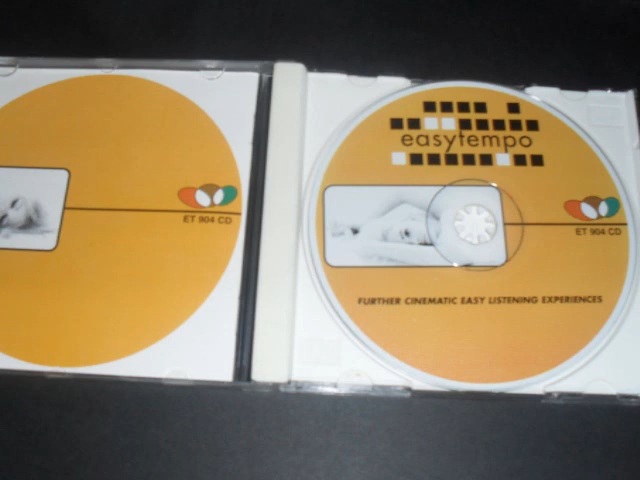 ET 904 CD
easytempo
ET 904 CD
FURTHER CINEMATIC EASY LISTENING EXPERIENCES